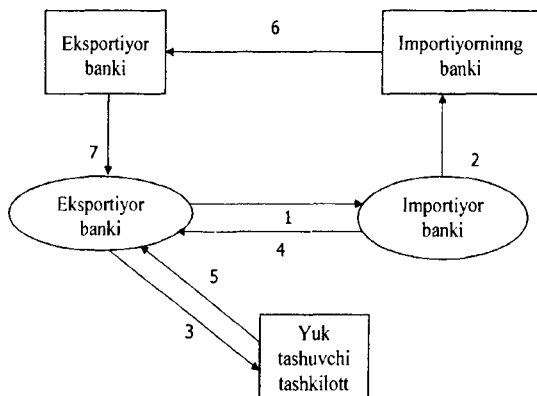 6
Eksportiyor
banki
Importiyorninng
banki
7
2
Eksportiyor
banki
1
Importiyor
banki
4
5
3
Yuk
tashuvchi
tashkilott